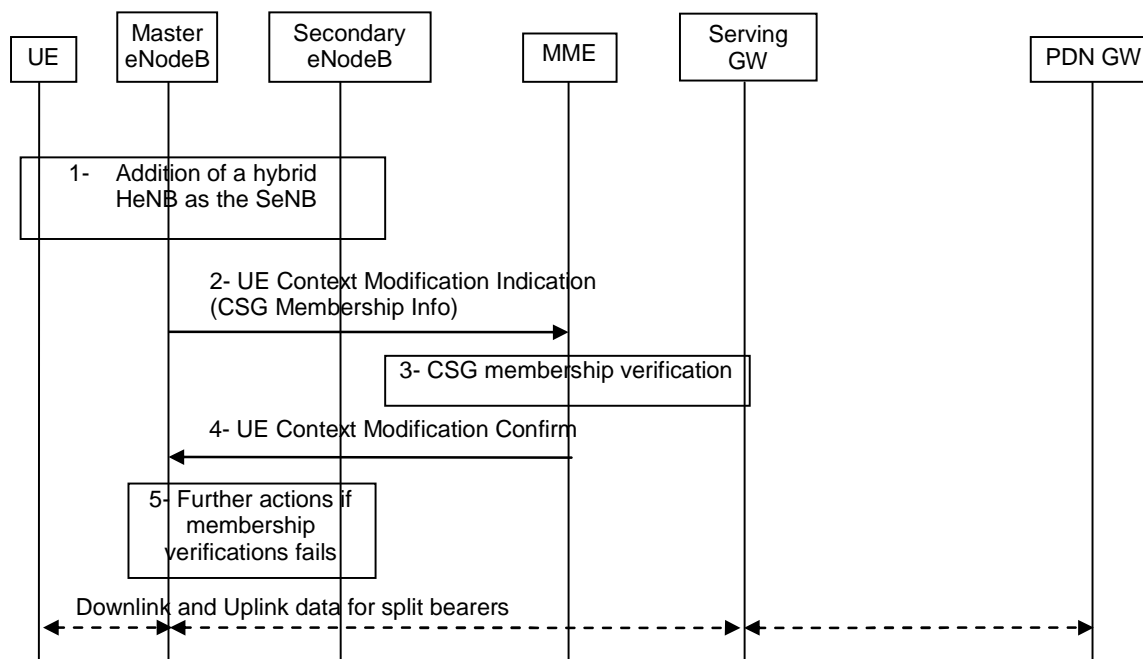 UE
Master
eNodeB
Secondary
eNodeB
MME
Serving
GW
PDN GW
1- Addition of a hybrid
HeNB as the SeNB
2- UE Context Modification Indication
(CSG Membership Info)
3- CSG membership verification
4- UE Context Modification Confirm
5- Further actions if
membership
verifications fails
Downlink and Uplink data for split bearers